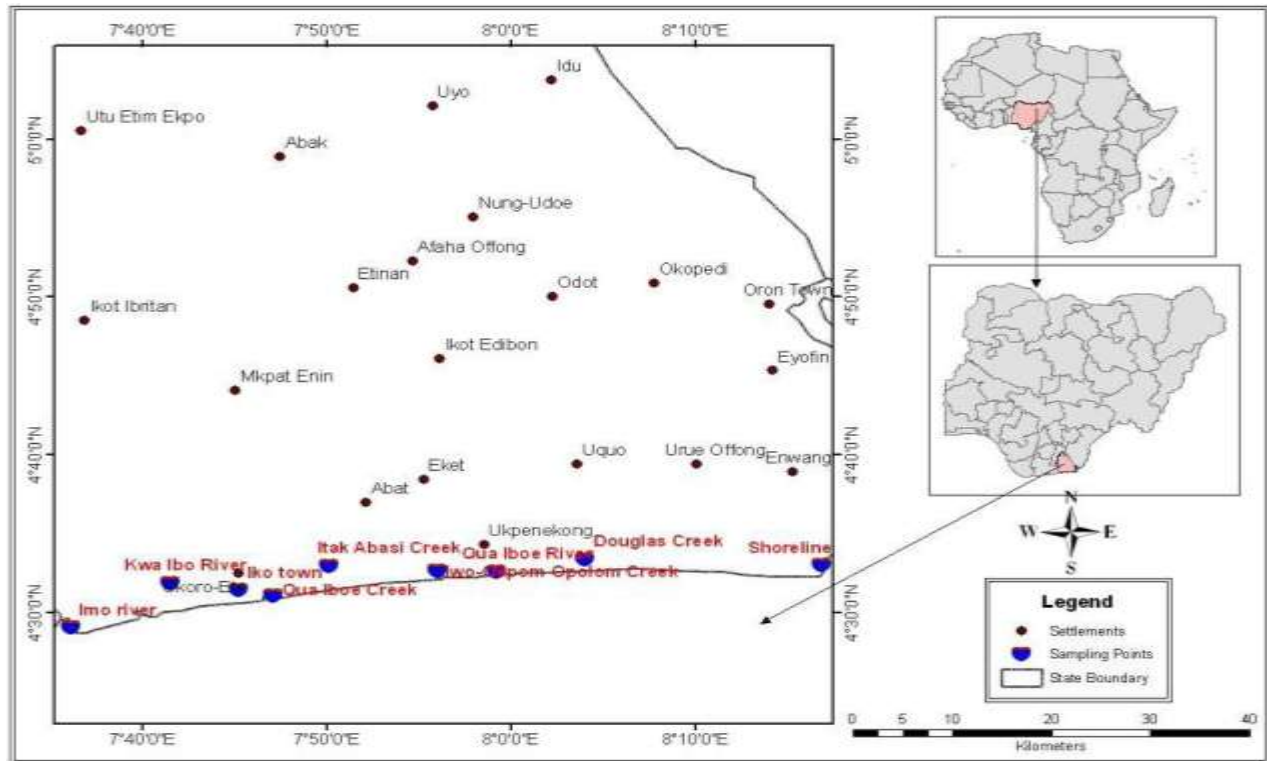 7°40'0"E 7°50'0"E 8°0'0"E 8°10'0"E
Idu
Uyo
Utu Etim Ekpo
Abak
5°0'0"N
5°0'0"N
Nung-Udoe
Afaha Offong
Etinan
Odot
Okopedi
Oron Town
4°50'0"N
4°50'0"N
Ikot Ibritan
Ikot Edibon
Eyofin
Mkpat Enin
Uquo
Urue Offong
Enwang
4°40'0"N
4°40'0"N
Eket
Abat
Ukpenekong
Itak Abasi Creek
Qua Iboe River
Douglas Creek
Shoreline
Kwa Ibo River
Iko town
Opolom Creek
Qua Iboe Creek
Imo river
4°30'0"N
4°30'0"N
7°40'0"E 7°50'0"E 8°0'0"E 8°10'0"E
N
W E
S
Legend
Settlements
Sampling Points
State Boundary
0 5 10 20 30 40
Kilometers